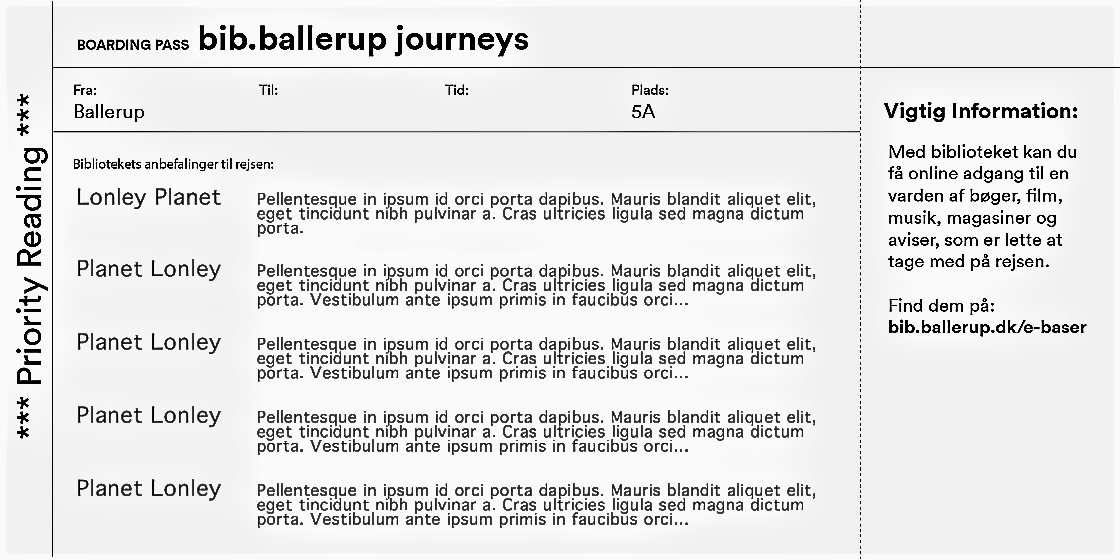 *** Priority Reading ***
BOARDING PASS bib.ballerup journeys
Fra: Til: Tid: Plads:
Ballerup 5A
Bibliotekets anbefalinger til rejsen:
Lonley Planet
Pellentesque in ipsum id orci porta dapibus. Mauris blandit aliquet elit,
eget tincidunt nibh pulvinar a. Cras ultricies ligula sed magna dictum
porta.
Planet Lonley
Pellentesque in ipsum id orci porta dapibus. Mauris blandit aliquet elit,
eget tincidunt nibh pulvinar a. Cras ultricies ligula sed magna dictum
porta. Vestibulum ante ipsum primis in faucibus orci...
Planet Lonley
Pellentesque in ipsum id orci porta dapibus. Mauris blandit aliquet elit,
eget tincidunt nibh pulvinar a. Cras ultricies ligula sed magna dictum
porta. Vestibulum ante ipsum primis in faucibus orci...
Planet Lonley
Pellentesque in ipsum id orci porta dapibus. Mauris blandit aliquet elit,
eget tincidunt nibh pulvinar a. Cras ultricies ligula sed magna dictum
porta. Vestibulum ante ipsum primis in faucibus orci...
Planet Lonley
Pellentesque in ipsum id orci porta dapibus. Mauris blandit aliquet elit,
eget tincidunt nibh pulvinar a. Cras ultricies ligula sed magna dictum
porta. Vestibulum ante ipsum primis in faucibus orci...
Vigtig Information:
Med biblioteket kan du
få online adgang til en
varden af bøger, film,
musik, magasiner og
aviser, som er lette at
tage med på rejsen.
Find dem på:
bib.ballerup.dk/e-baser